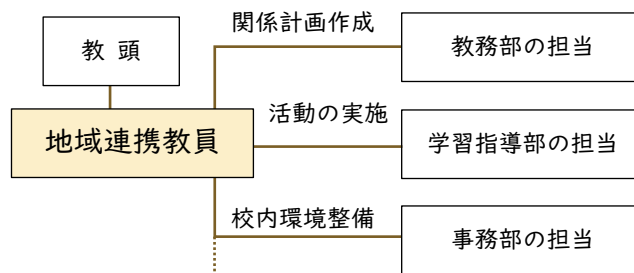 関係計画作成
教頭
教務部の担当
活動の実施
地域連携教員
学習指導部の担当
校内環境整備
事務部の担当